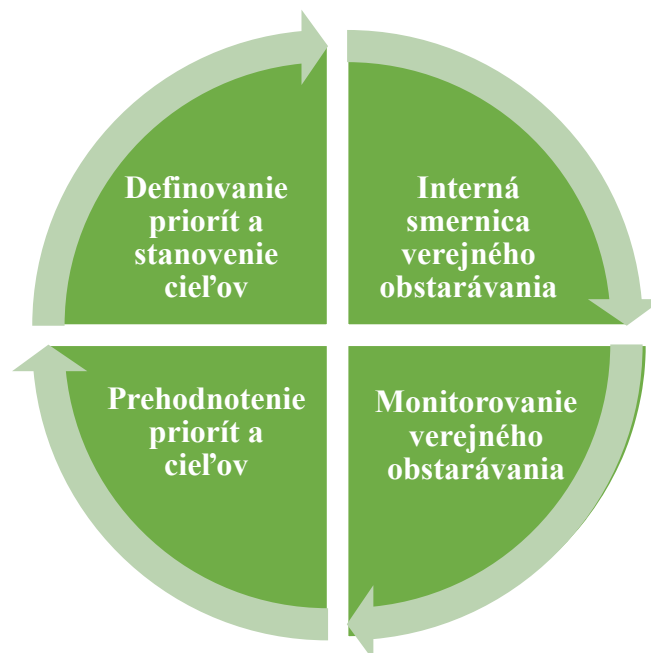 Definovanie
priorít a
stanovenie
cieľov
Interná
smernica
verejného
obstarávania
Prehodnotenie
priorít a
cieľov
Monitorovanie
verejného
obstarávania